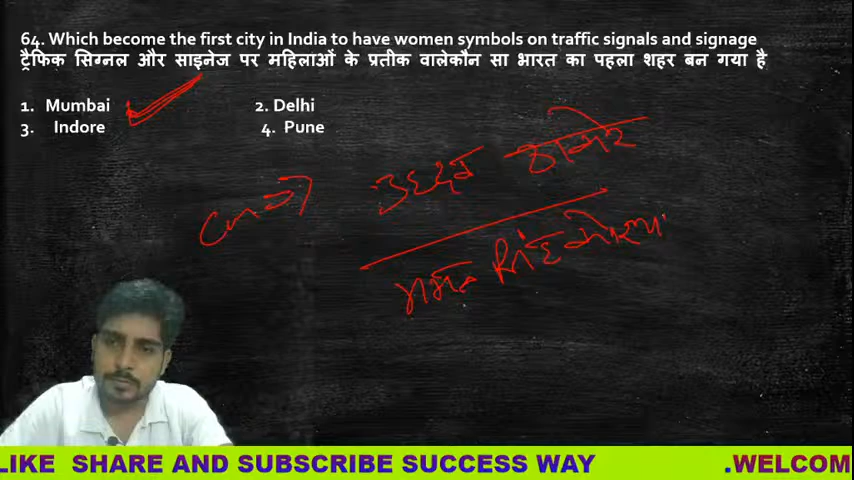 64. Which become the first city in India to have women symbols on traffic signals and signage
ट्रैफिक सिग्नल और साइनेज पर महिलाओं के प्रतीक वालेकौन सा भारत का पहला शहर बन गया है
1. Mumbai 2. Delhi
3. Indore 4. Pune
ठाकरे
LIKE SHARE AND SUBSCRIBE SUCCESS WAY .WELCOM